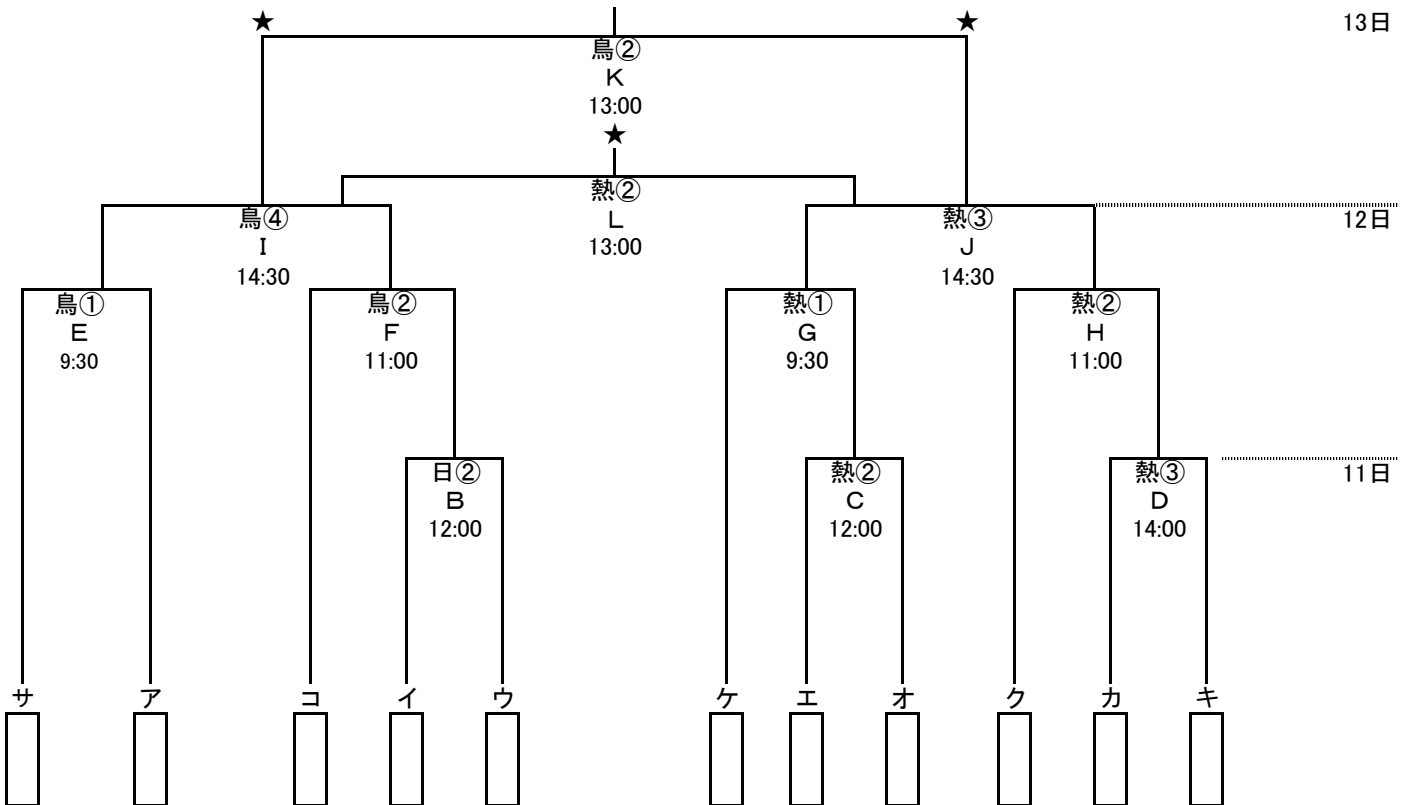 ★
★
13日
鳥②
K
13:00
★
熱②
L
13:00
鳥④
I
14:30
熱③
J
14:30
12日
鳥①
E
9:30
鳥②
F
11:00
熱①
G
9:30
熱②
H
11:00
日②
B
12:00
熱②
C
12:00
熱③
D
14:00
11日
サ
ア
コ
イ
ウ
ケ
エ
オ
ク
カ
キ